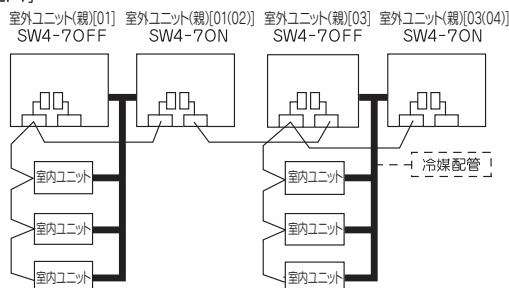 室外ユニット(親)[01] 室外ユニット(親)[01(02)] 室外ユニット(親)[03] 室外ユニット(親)[03(04)]
SW4-7OFF SW4-7ON SW4-7OFF SW4-7ON
冷媒配管
室内ユニット 室内ユニット
室内ユニット 室内ユニット
室内ユニット 室内ユニット